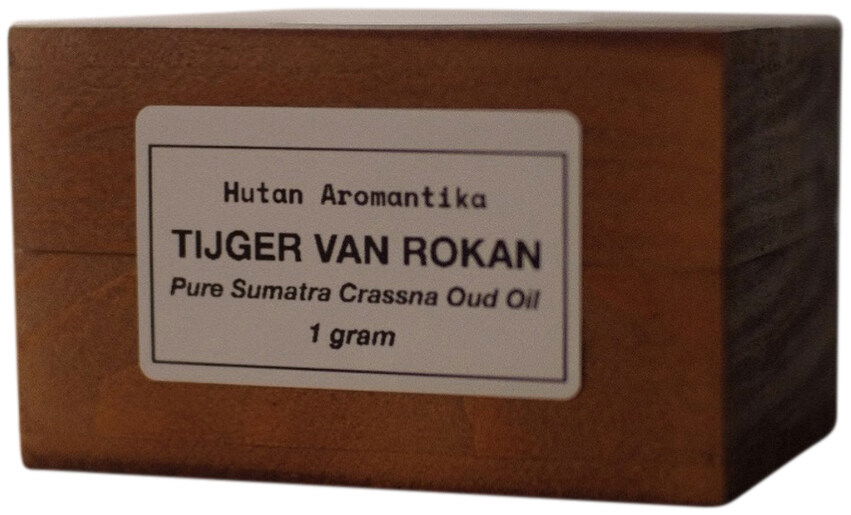 Hutan Aromantika
TIJGER VAN ROKAN
Pure Sumatra Crassna Oud Oil
1 gram